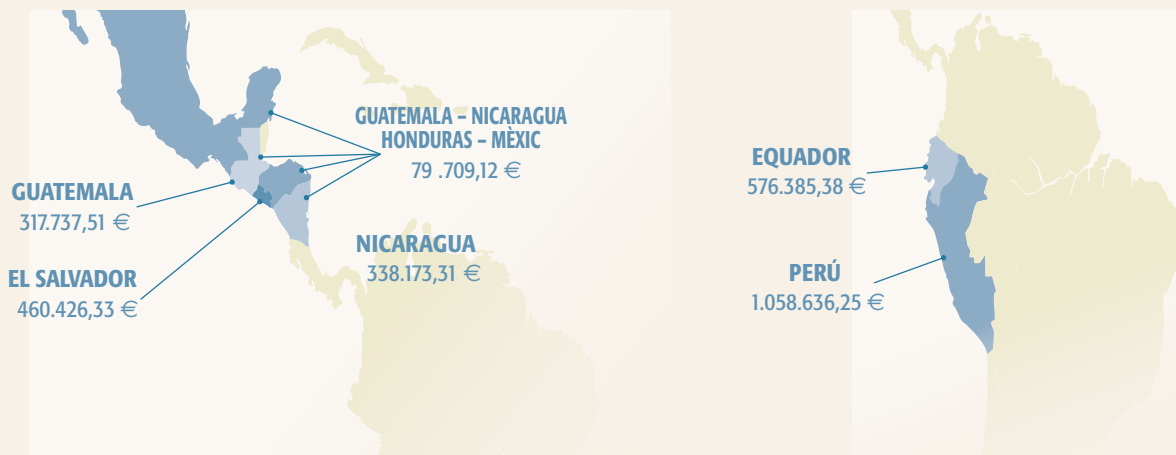 GUATEMALA – NICARAGUA
HONDURAS – MÈXIC
79 .709,12 €
GUATEMALA
317.737,51 €
NICARAGUA
338.173,31 €
EL SALVADOR
460.426,33 €
EQUADOR
576.385,38 €
PERÚ
1.058.636,25 €